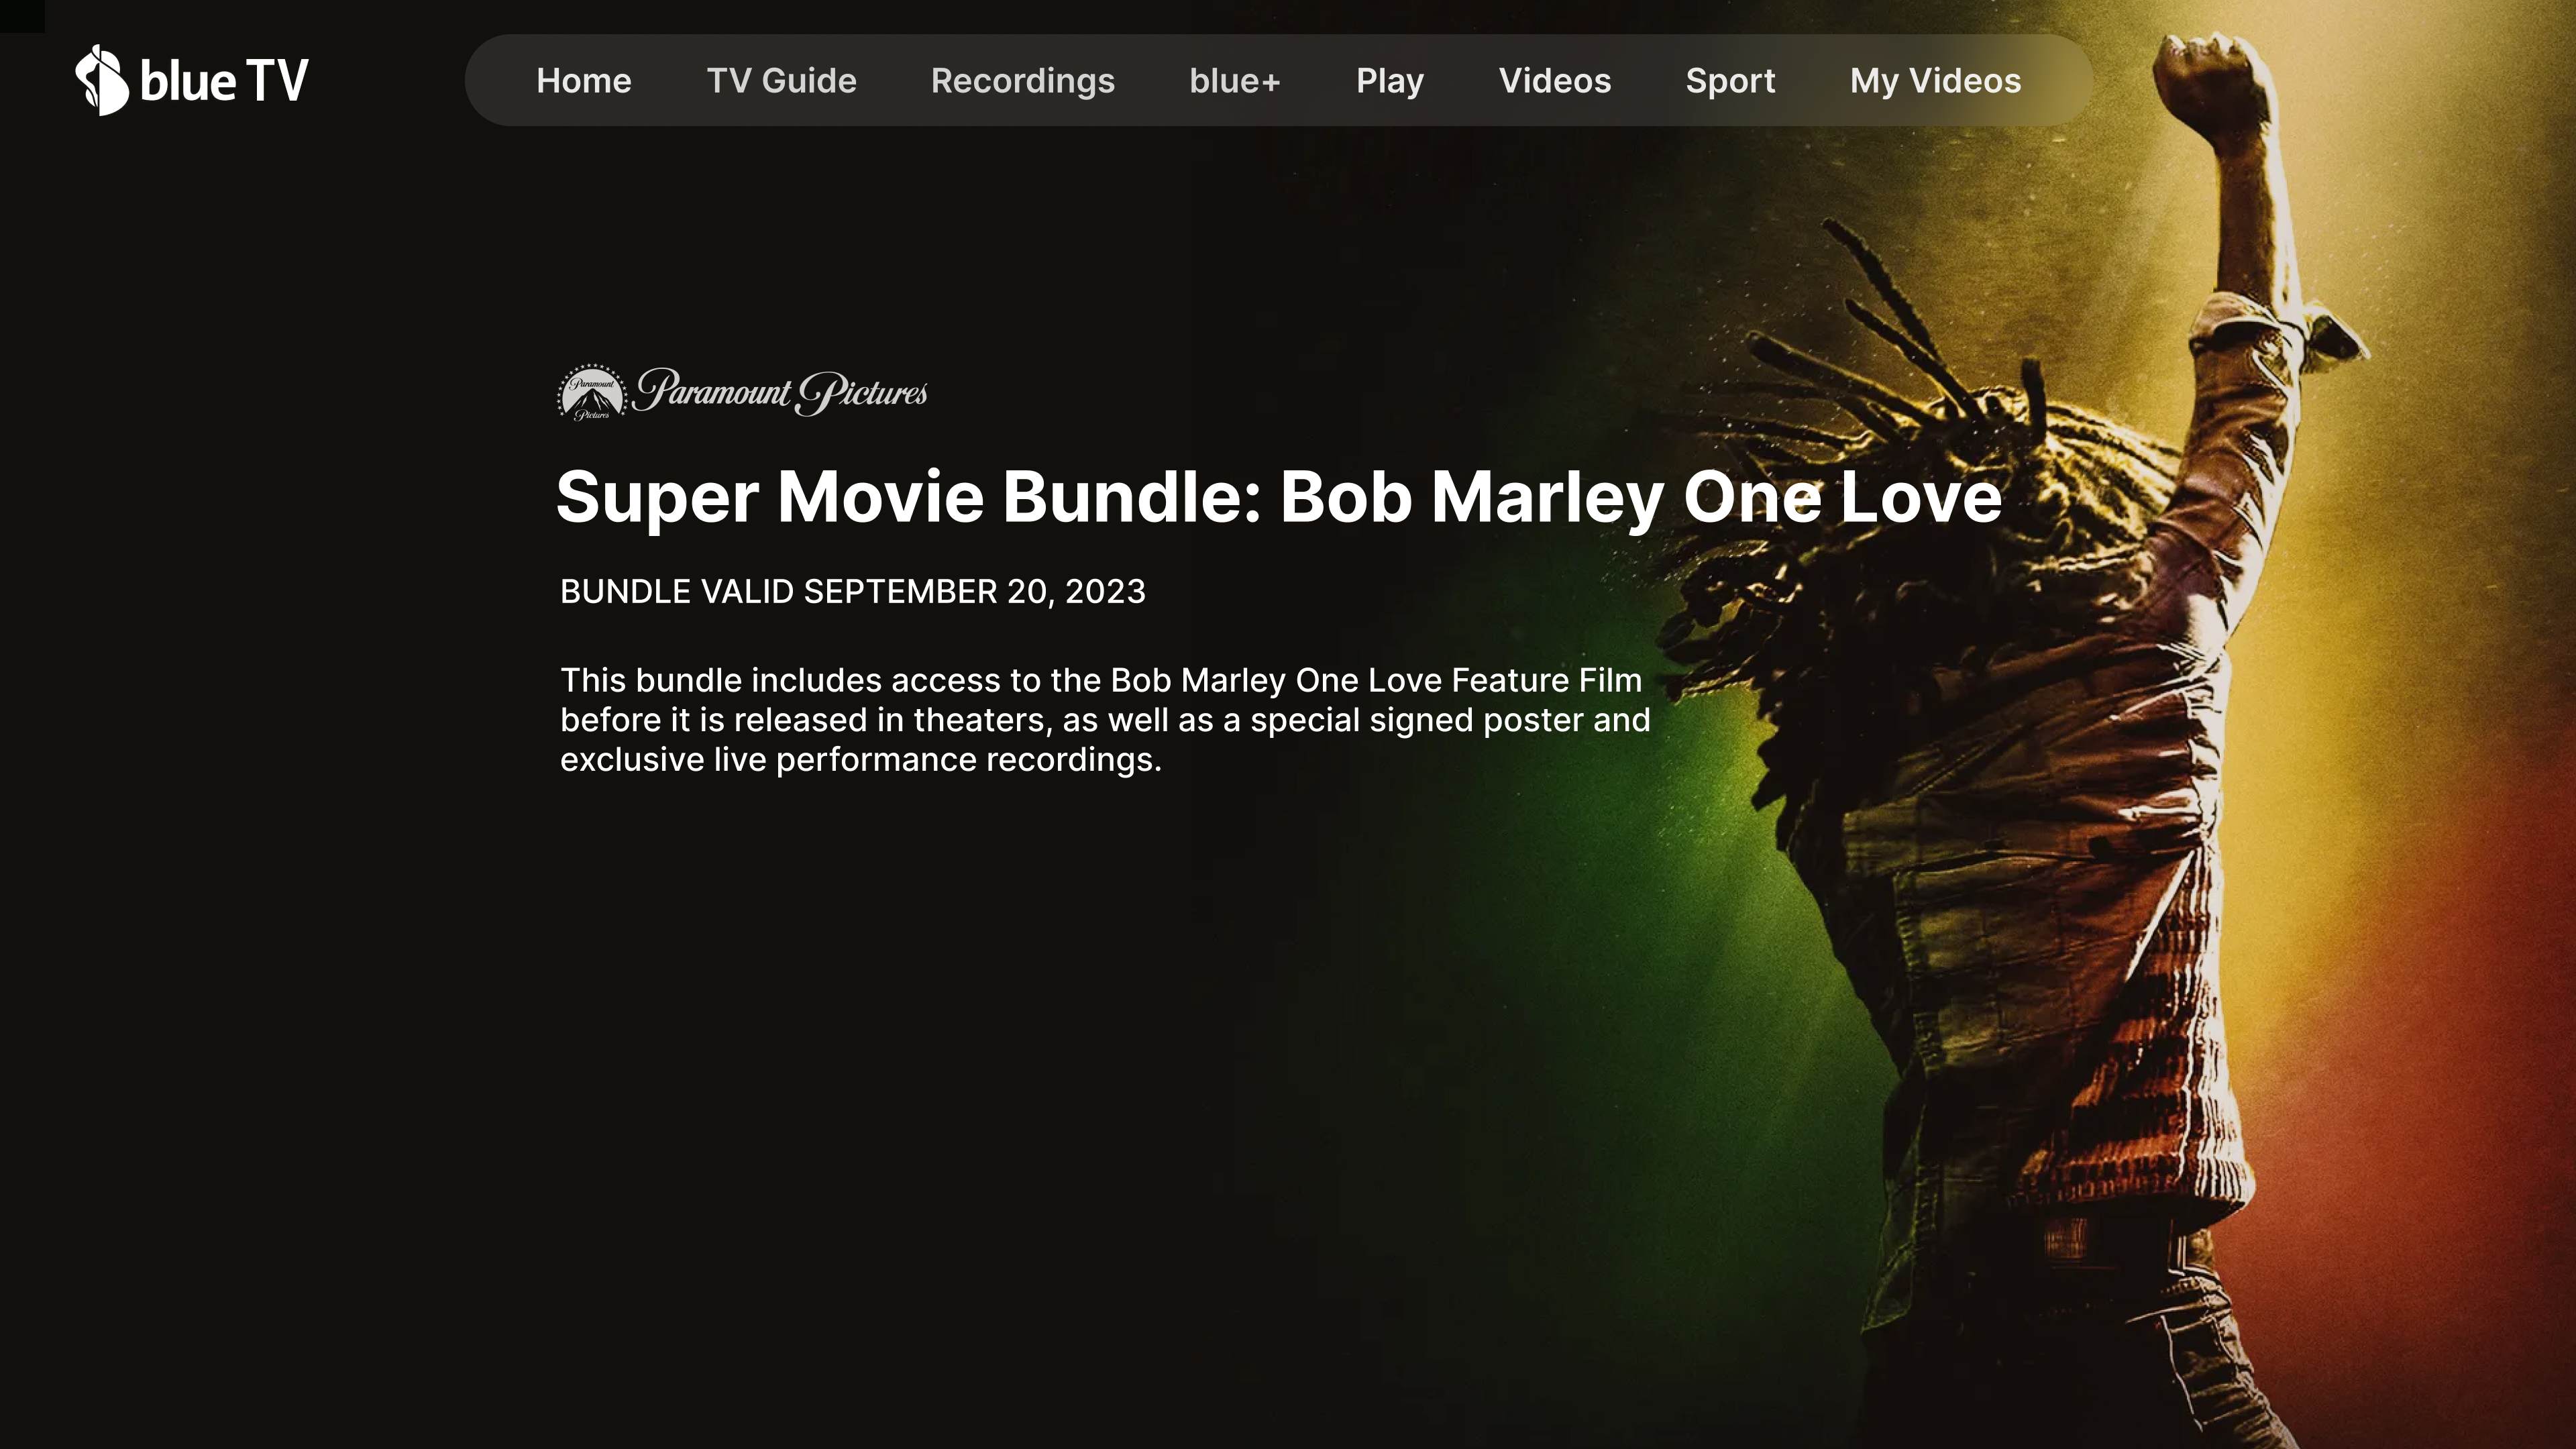 blue TV
Home TV Guide Recordings blue+ Play Videos Sport My Videos
Paramount Pictures Paramount Pictures
Super Movie Bundle: Bob Marley One Love
BUNDLE VALID SEPTEMBER 20, 2023
This bundle includes access to the Bob Marley One Love Feature Film
before it is released in theaters, as well as a special signed poster and
exclusive live performance recordings.